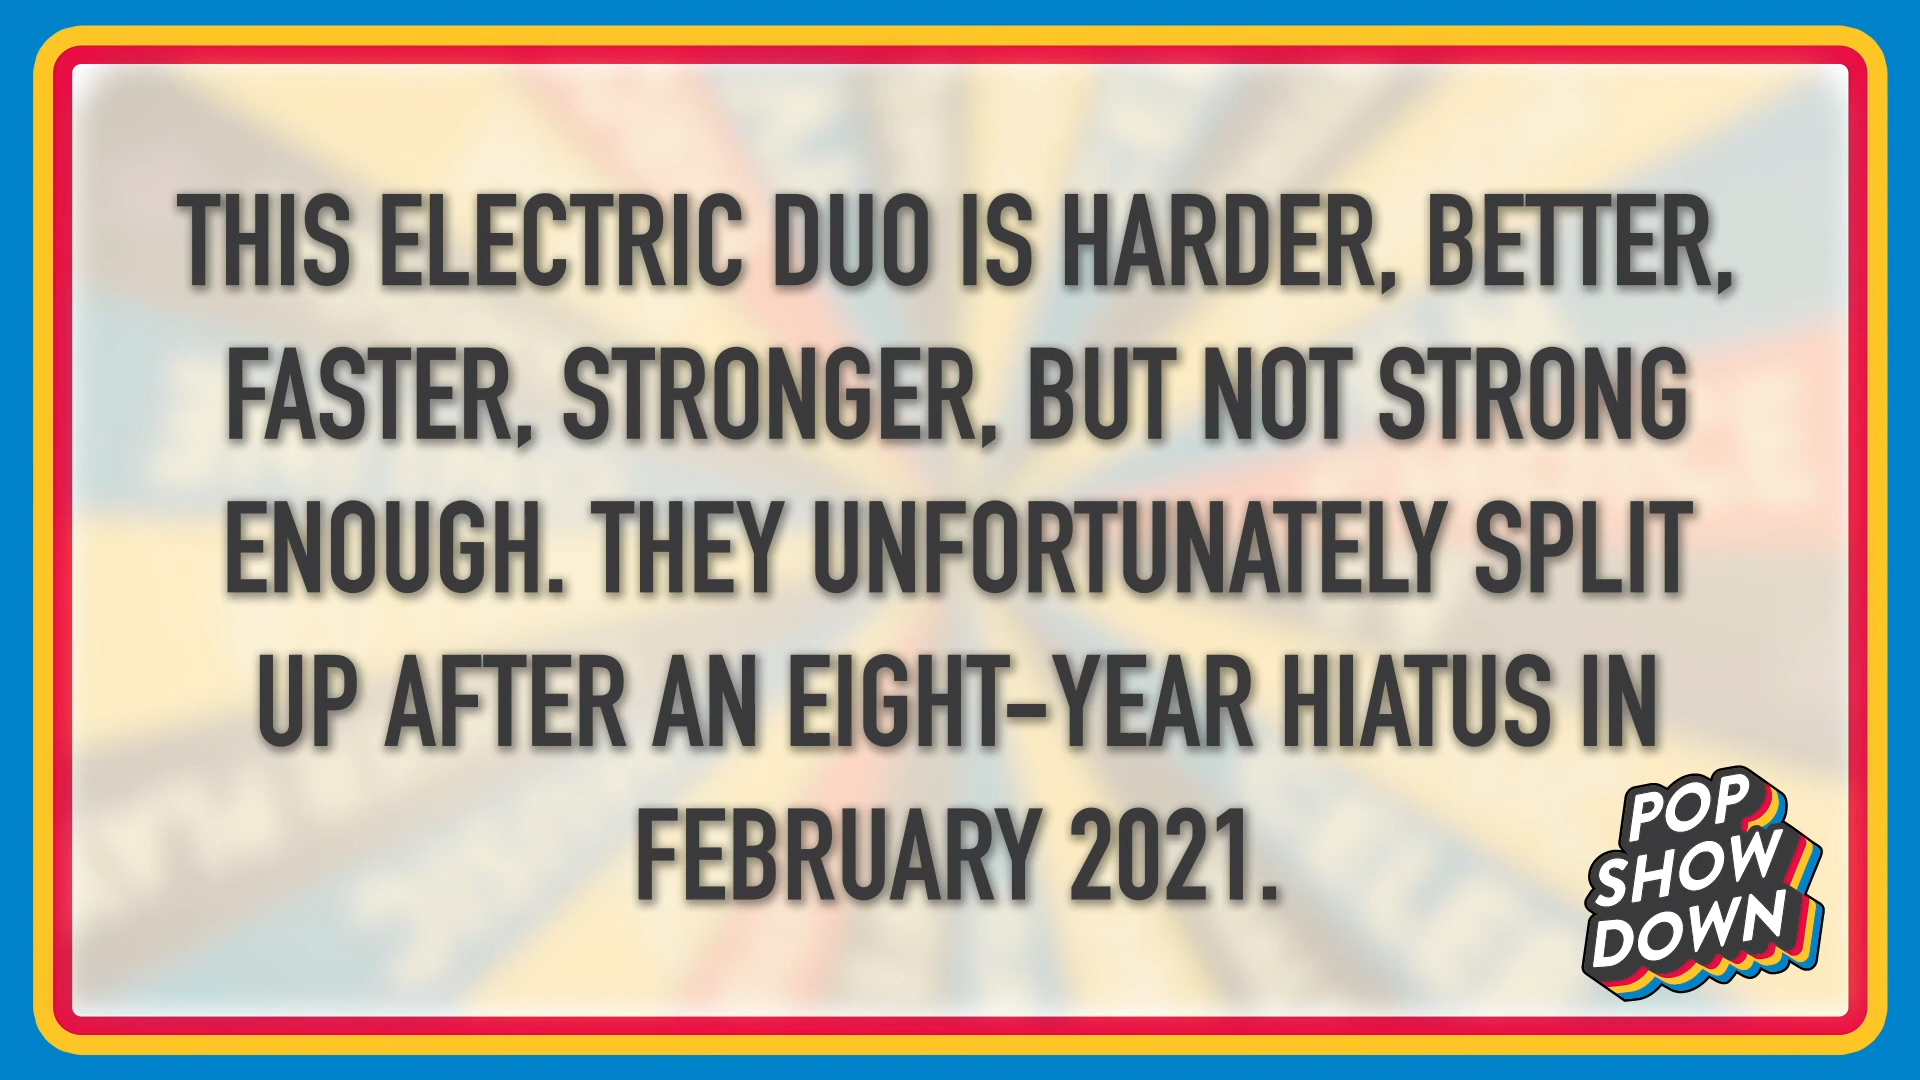 THIS ELECTRIC DUO IS HARDER, BETTER,
FASTER, STRONGER, BUT NOT STRONG
ENOUGH. THEY UNFORTUNATELY SPLIT
UP AFTER AN EIGHT-YEAR HIATUS IN
FEBRUARY 2021.
POP
SHOW
DOWN